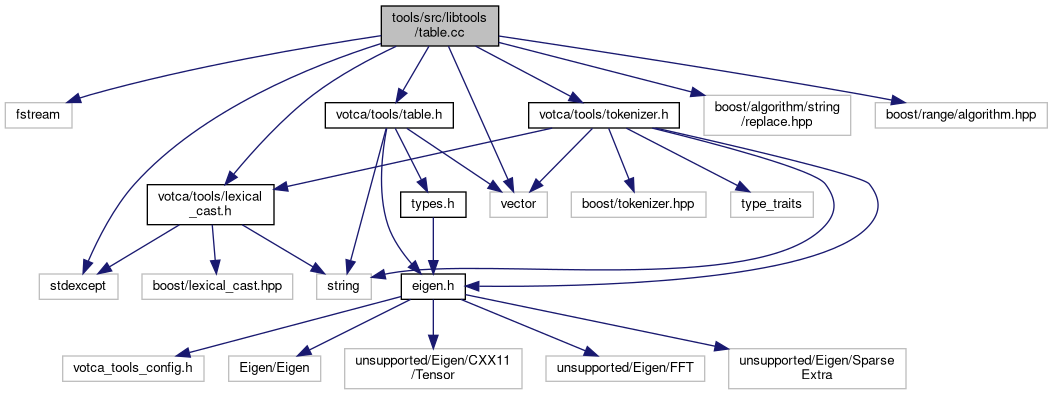 tools/src/libtools
/table.cc
fstream
votca/tools/table.h
votca/tools/tokenizer.h
boost/algorithm/string
/replace.hpp
boost/range/algorithm.hpp
votca/tools/lexical
_cast.h
types.h
vector
boost/tokenizer.hpp
type_traits
stdexcept
boost/lexical_cast.hpp
string
eigen.h
votca_tools_config.h
Eigen/Eigen
unsupported/Eigen/CXX11
/Tensor
unsupported/Eigen/FFT
unsupported/Eigen/Sparse
Extra